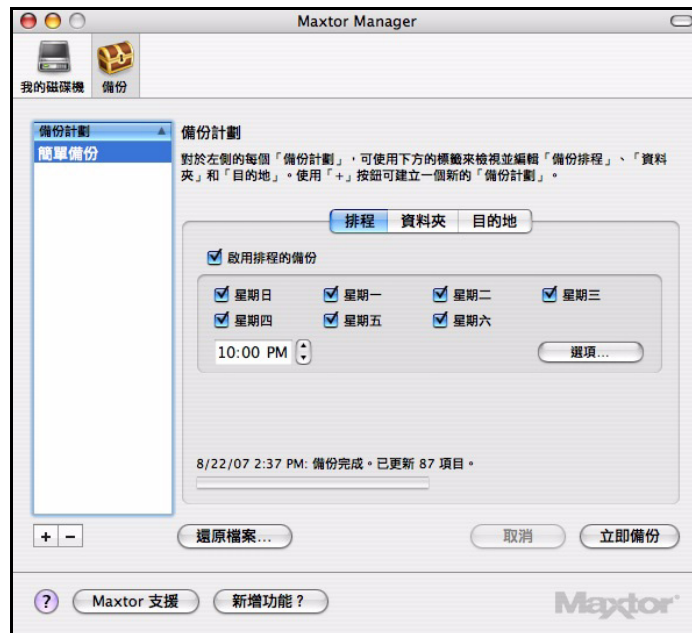 Maxtor Manager
我的磁碟機
備份
備份計劃
簡單備份
備份計劃
對於左側的每個「備份計劃」，可使用下方的標籤來檢視並編輯「備份排程」、「資料
夾」和「目的地」。使用「+」按鈕可建立一個新的「備份計劃」。
排程 資料夾 目的地
啟用排程的備份
星期日 星期一 星期二 星期三
星期四 星期五 星期六
10:00 PM
選項...
8/22/07 2:37 PM: 備份完成。已更新 87 項目。
+ −
還原檔案...
取消
立即備份
?
Maxtor 支援
新增功能？
Maxtor